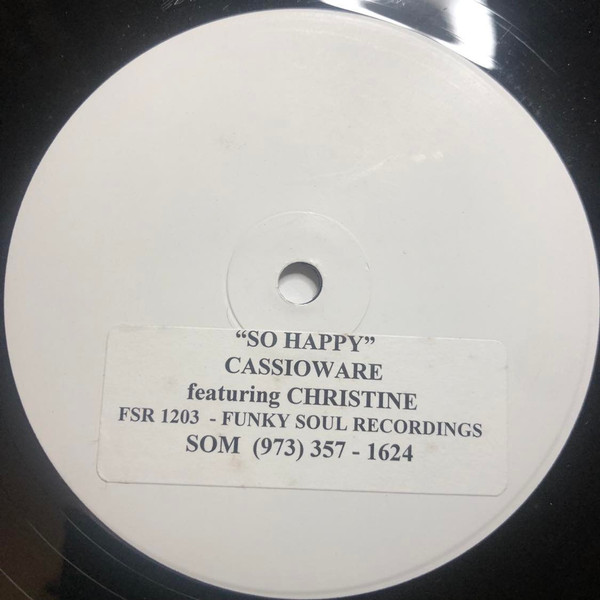 “SO HAPPY”
CASSIOWARE
featuring CHRISTINE
FSR 1203 - FUNKY SOUL RECORDINGS
SOM (973) 357 - 1624